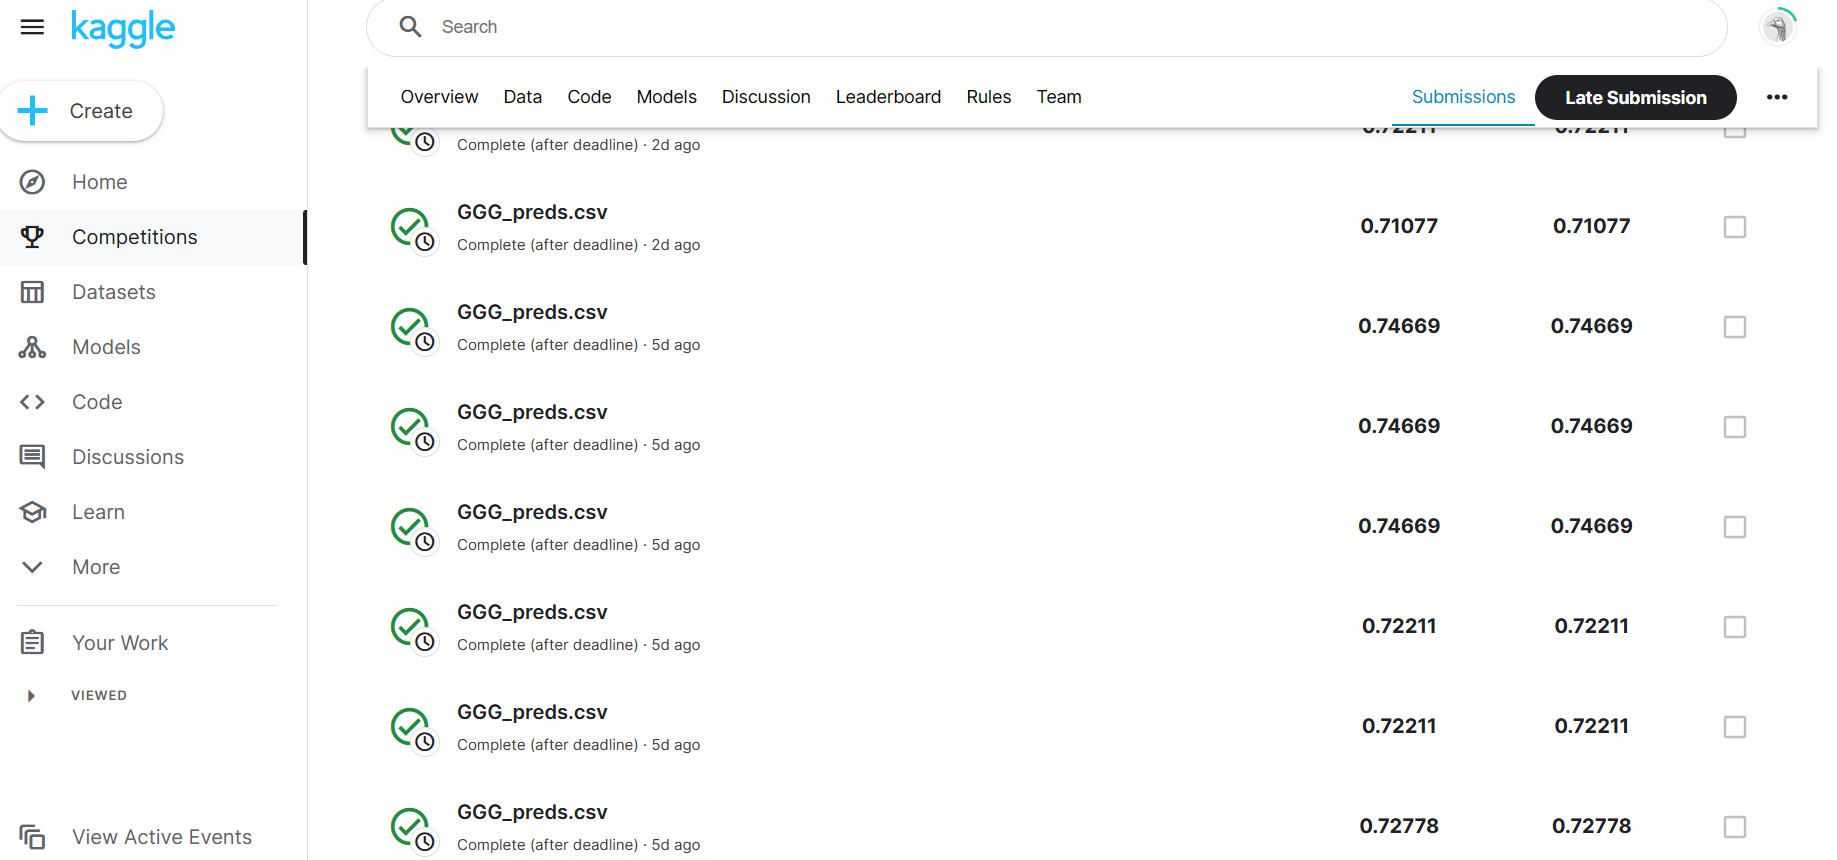 kaggle
Search
Create
Overview Data Code Models Discussion Leaderboard Rules Team Submissions Late Submission
0.72211 0.72211
Complete (after deadline) · 2d ago
Home
GGG_preds.csv
0.71077 0.71077
Complete (after deadline) · 2d ago
Competitions
Datasets
GGG_preds.csv
0.74669 0.74669
Complete (after deadline) · 5d ago
Models
Code
GGG_preds.csv
0.74669 0.74669
Complete (after deadline) · 5d ago
Discussions
Learn
GGG_preds.csv
0.74669 0.74669
Complete (after deadline) · 5d ago
More
GGG_preds.csv
0.72211 0.72211
Complete (after deadline) · 5d ago
Your Work
VIEWED
GGG_preds.csv
0.72211 0.72211
Complete (after deadline) · 5d ago
GGG_preds.csv
0.72778 0.72778
Complete (after deadline) · 5d ago
View Active Events